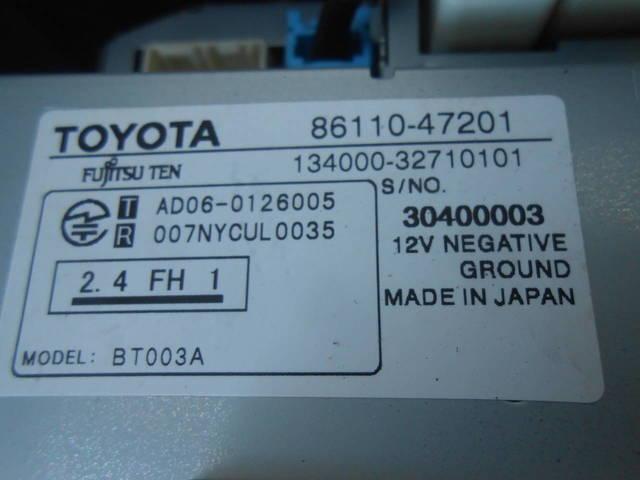 TOYOTA 86110-47201
FUJITSU TEN 134000-32710101
S/NO.
T AD06-0126005
30400003
R 007NYCUL0035
12V NEGATIVE
GROUND
2.4 FH 1
MADE IN JAPAN
MODEL: BT003A